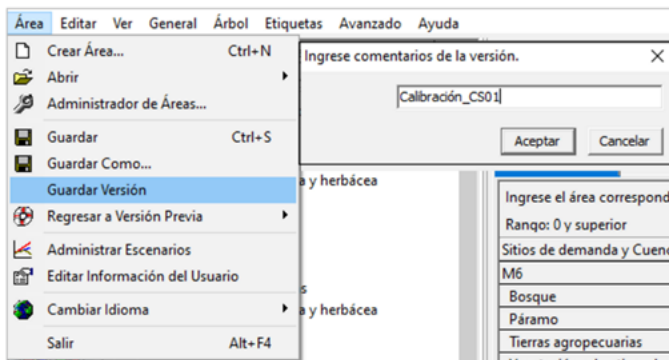 Área Editar Ver General Árbol Etiquetas Avanzado Ayuda
Crear Área... Ctrl+N
Abrir
Administrador de Áreas...
Guardar Ctrl+S
Guardar Como...
Guardar Versión
Regresar a Versión Previa
Administrar Escenarios
Editar Información del Usuario
Cambiar Idioma
Salir Alt+F4
Ingrese comentarios de la versión.
Calibración_CS01
Aceptar Cancelar
a y herbácea
s
a y herbácea
Ingrese el área correspond
Rango: 0 y superior
Sitios de demanda y Cuenc
M6
Bosque
Páramo
Tierras agropecuarias